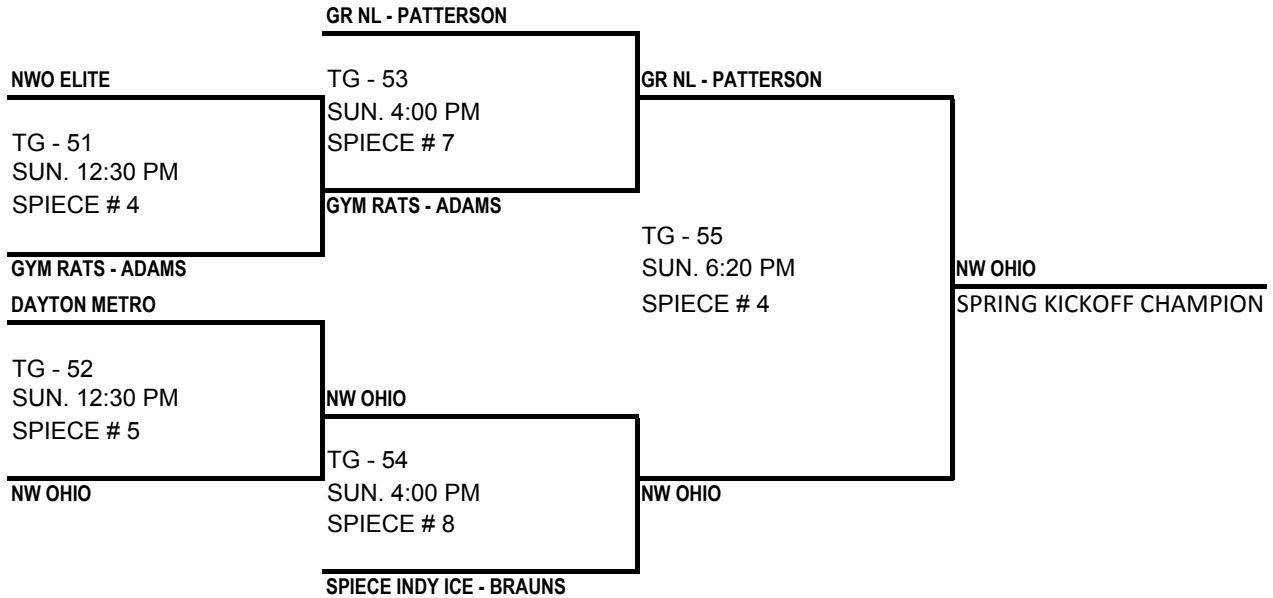 GR NL - PATTERSON
NWO ELITE
TG - 53
GR NL - PATTERSON
SUN. 4:00 PM
TG - 51
SPIECE # 7
SUN. 12:30 PM
SPIECE # 4
GYM RATS - ADAMS
TG - 55
GYM RATS - ADAMS
SUN. 6:20 PM
NW OHIO
DAYTON METRO
SPIECE # 4
SPRING KICKOFF CHAMPION
TG - 52
SUN. 12:30 PM
NW OHIO
SPIECE # 5
TG - 54
NW OHIO
SUN. 4:00 PM
NW OHIO
SPIECE # 8
SPIECE INDY ICE - BRAUNS